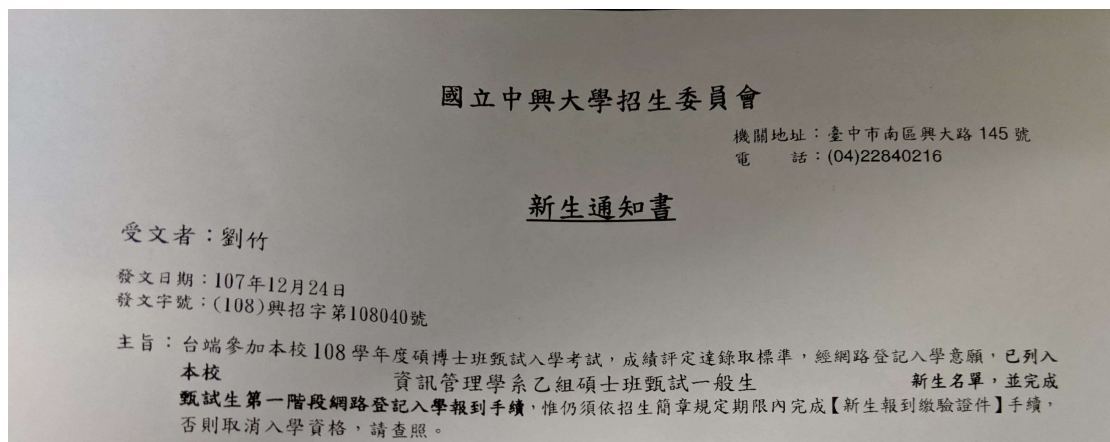 國立中興大學招生委員會
機關地址：臺中市南區興大路 145 號
電　　話：(04)22840216
新生通知書
受文者：劉竹
發文日期：107年12月24日
發文字號：(108)興招字第108040號
主旨：台端參加本校108學年度碩博士班甄試入學考試，成績評定達錄取標準，經網路登記入學意願，已列入
本校　　資訊管理學系乙組碩士班甄試一般生　　新生名單，並完成
甄試生第一階段網路登記入學報到手續，惟仍須依招生簡章規定期限內完成【新生報到繳驗證件】手續，
否則取消入學資格，請查照。